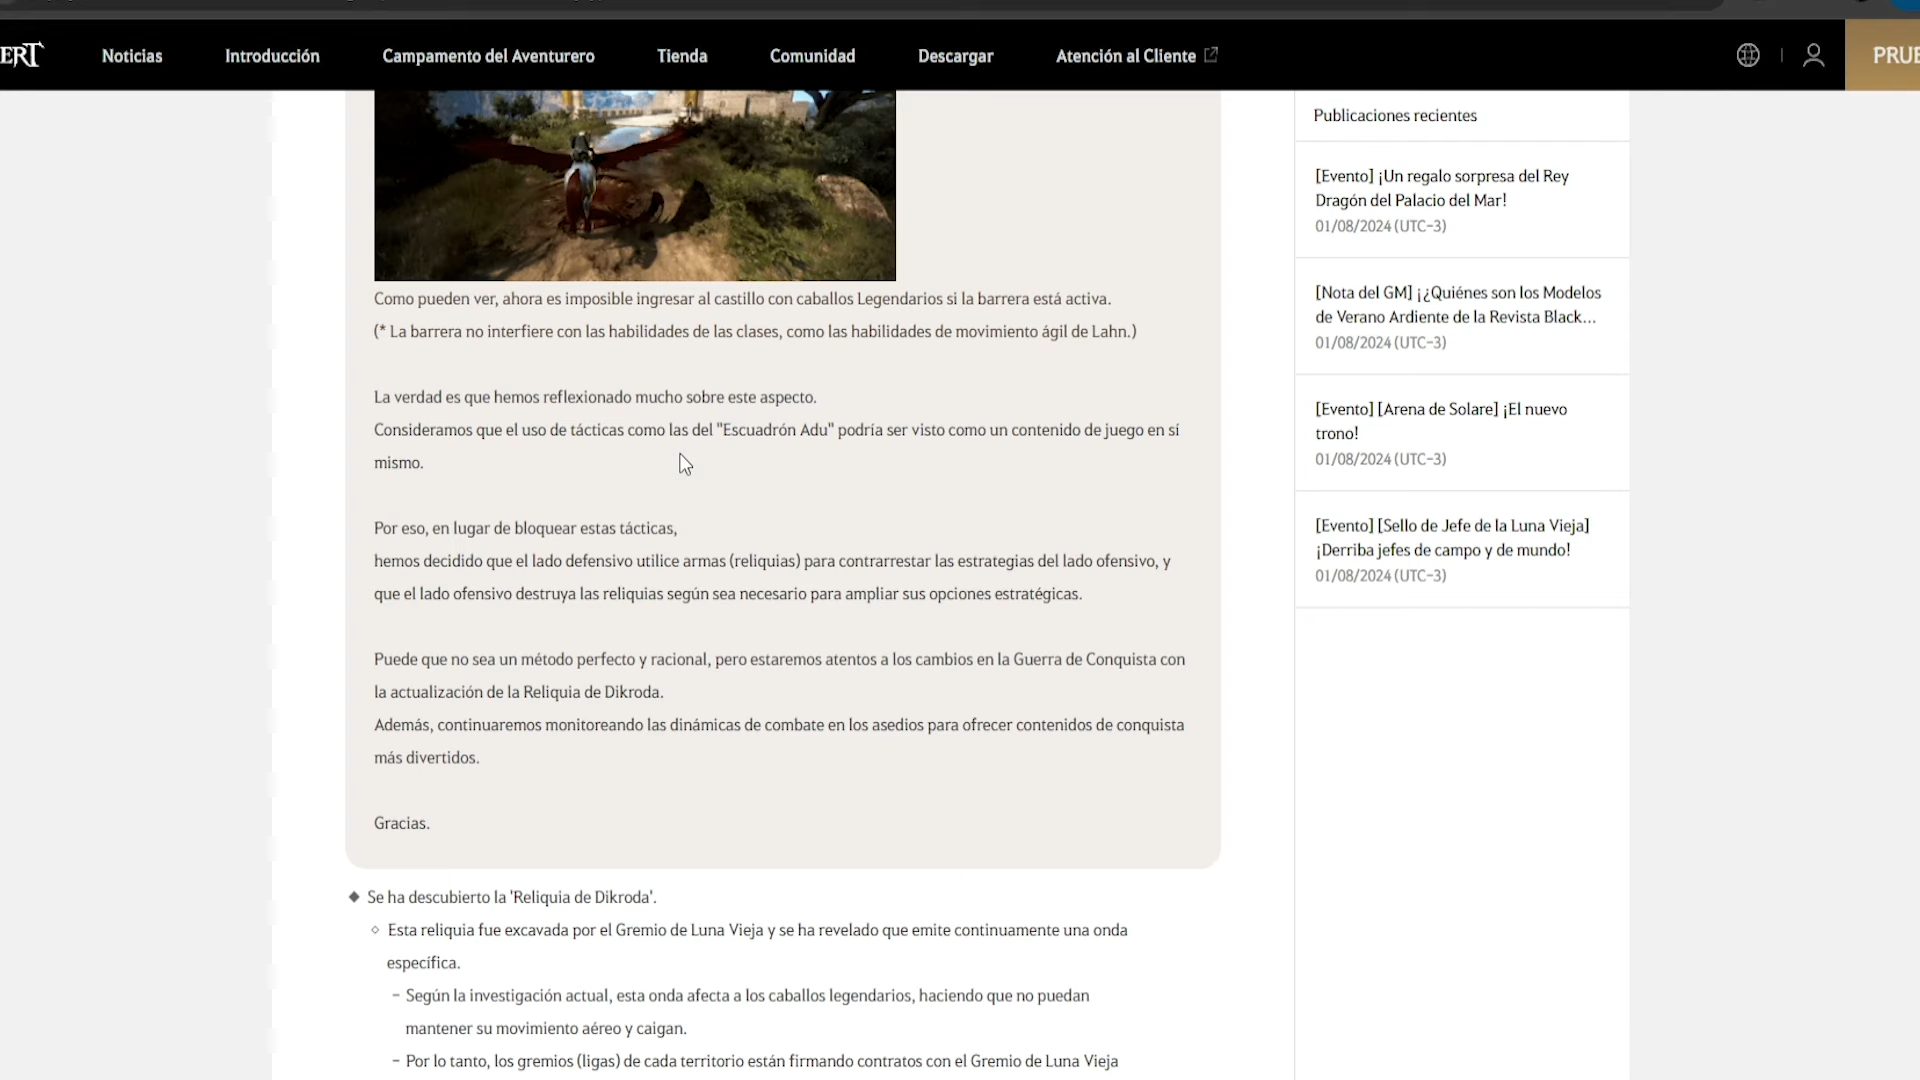 ERT
Noticias
Introducción
Campamento del Aventurero
Tienda
Comunidad
Descargar
Atención al Cliente
Como pueden ver, ahora es imposible ingresar al castillo con caballos Legendarios si la barrera está activa.
(* La barrera no interfiere con las habilidades de las clases, como las habilidades de movimiento ágil de Lahn.)
La verdad es que hemos reflexionado mucho sobre este aspecto.
Consideramos que el uso de tácticas como las del "Escuadrón Adu" podría ser visto como un contenido de juego en sí
mismo.
Por eso, en lugar de bloquear estas tácticas,
hemos decidido que el lado defensivo utilice armas (reliquias) para contrarrestar las estrategias del lado ofensivo, y
que el lado ofensivo destruya las reliquias según sea necesario para ampliar sus opciones estratégicas.
Puede que no sea un método perfecto y racional, pero estaremos atentos a los cambios en la Guerra de Conquista con
la actualización de la Reliquia de Dikroda.
Además, continuaremos monitoreando las dinámicas de combate en los asedios para ofrecer contenidos de conquista
más divertidos.
Gracias.
◆ Se ha descubierto la 'Reliquia de Dikroda'.
◇ Esta reliquia fue excavada por el Gremio de Luna Vieja y se ha revelado que emite continuamente una onda
específica.
– Según la investigación actual, esta onda afecta a los caballos legendarios, haciendo que no puedan
mantener su movimiento aéreo y caigan.
– Por lo tanto, los gremios (ligas) de cada territorio están firmando contratos con el Gremio de Luna Vieja
PRUE
Publicaciones recientes
[Evento] ¡Un regalo sorpresa del Rey
Dragón del Palacio del Mar!
01/08/2024 (UTC-3)
[Nota del GM] ¡¿Quiénes son los Modelos
de Verano Ardiente de la Revista Black...
01/08/2024 (UTC-3)
[Evento] [Arena de Solare] ¡El nuevo
trono!
01/08/2024 (UTC-3)
[Evento] [Sello de Jefe de la Luna Vieja]
¡Derriba jefes de campo y de mundo!
01/08/2024 (UTC-3)